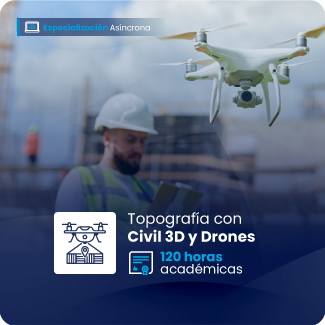 Especialización Asíncrona
Topografía con
Civil 3D y Drones
120 horas
académicas